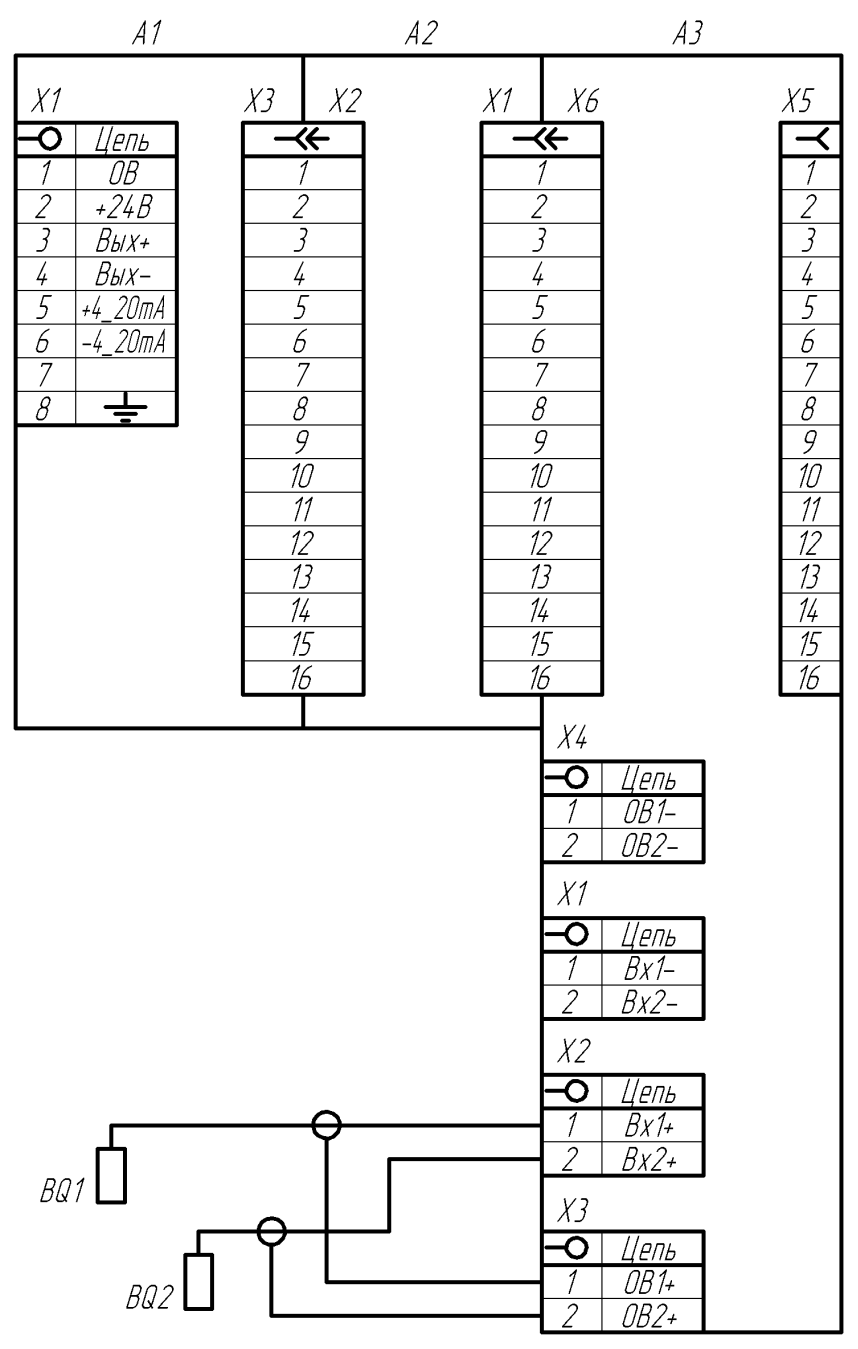 A1 A2 A3
X1 X3 X2 X1 X6 X5
Цепь
1 0В 1 1 1
2 +24В 2 2 2
3 Вых+ 3 3 3
4 Вых- 4 4 4
5 +4_20mA 5 5 5
6 -4_20mA 6 6 6
7 7 7 7
8 8 8 8
9 9 9
10 10 10
11 11 11
12 12 12
13 13 13
14 14 14
15 15 15
16 16 16
X4
Цепь
1 0В1-
2 0В2-
X1
Цепь
1 Вх1-
2 Вх2-
X2
Цепь
1 Вх1+
2 Вх2+
BQ1
X3
Цепь
1 0В1+
BQ2
2 0В2+